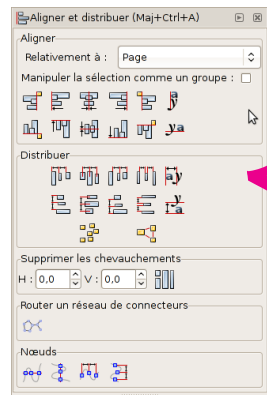 Aligner et distribuer (Maj+Ctrl+A)
Aligner
Relativement à : Page
Manipuler la sélection comme un groupe :
Distribuer
Supprimer les chevauchements
H : 0,0 V : 0,0
Router un réseau de connecteurs
Nœuds